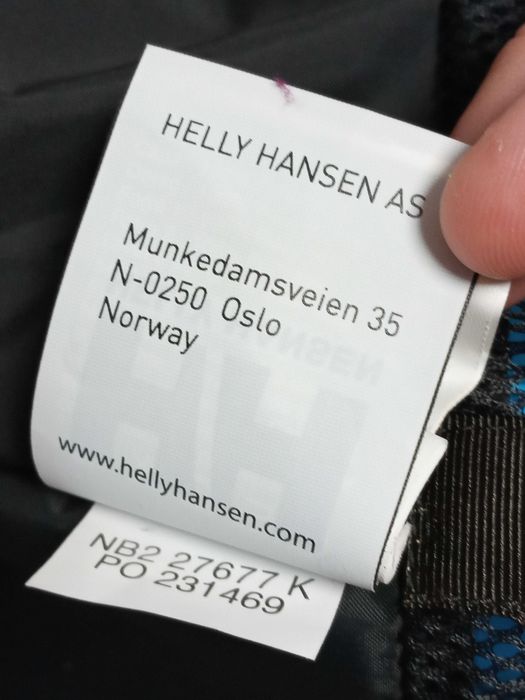 HELLY HANSEN AS
Munkedamsveien 35
N-0250 Oslo
Norway
www.hellyhansen.com
NB2 27677 K
PO 231469